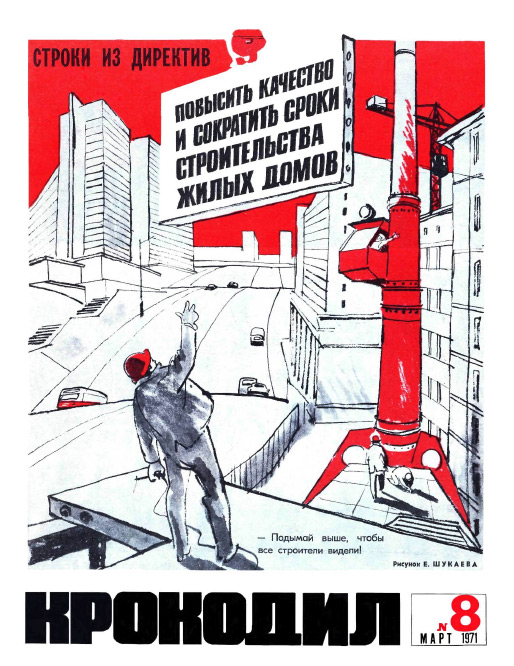 СТРОКИ ИЗ ДИРЕКТИВ
ПОВЫСИТЬ КАЧЕСТВО
И СОКРАТИТЬ СРОКИ
СТРОИТЕЛЬСТВА
ЖИЛЫХ ДОМОВ
— Подымай выше, чтобы
все строители видели!
Рисунок Е. ШУКАЕВА
КРОКОДИЛ
№ 8
МАРТ 1971